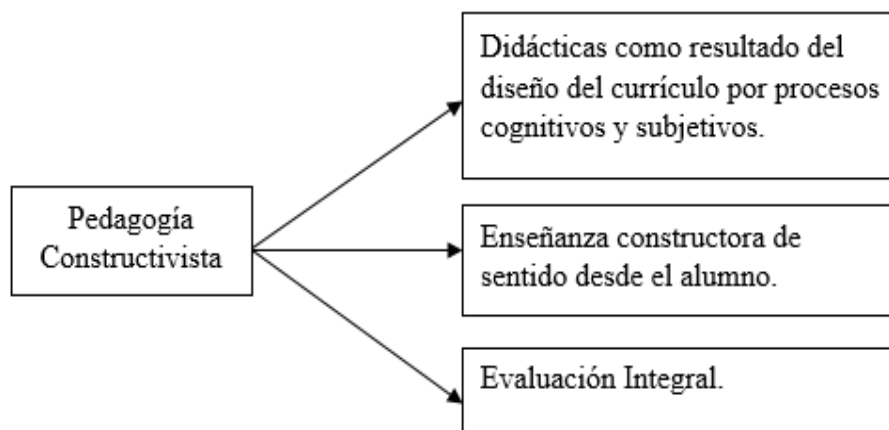 Pedagogía
Constructivista
Didácticas como resultado del
diseño del currículo por procesos
cognitivos y subjetivos.
Enseñanza constructora de
sentido desde el alumno.
Evaluación Integral.